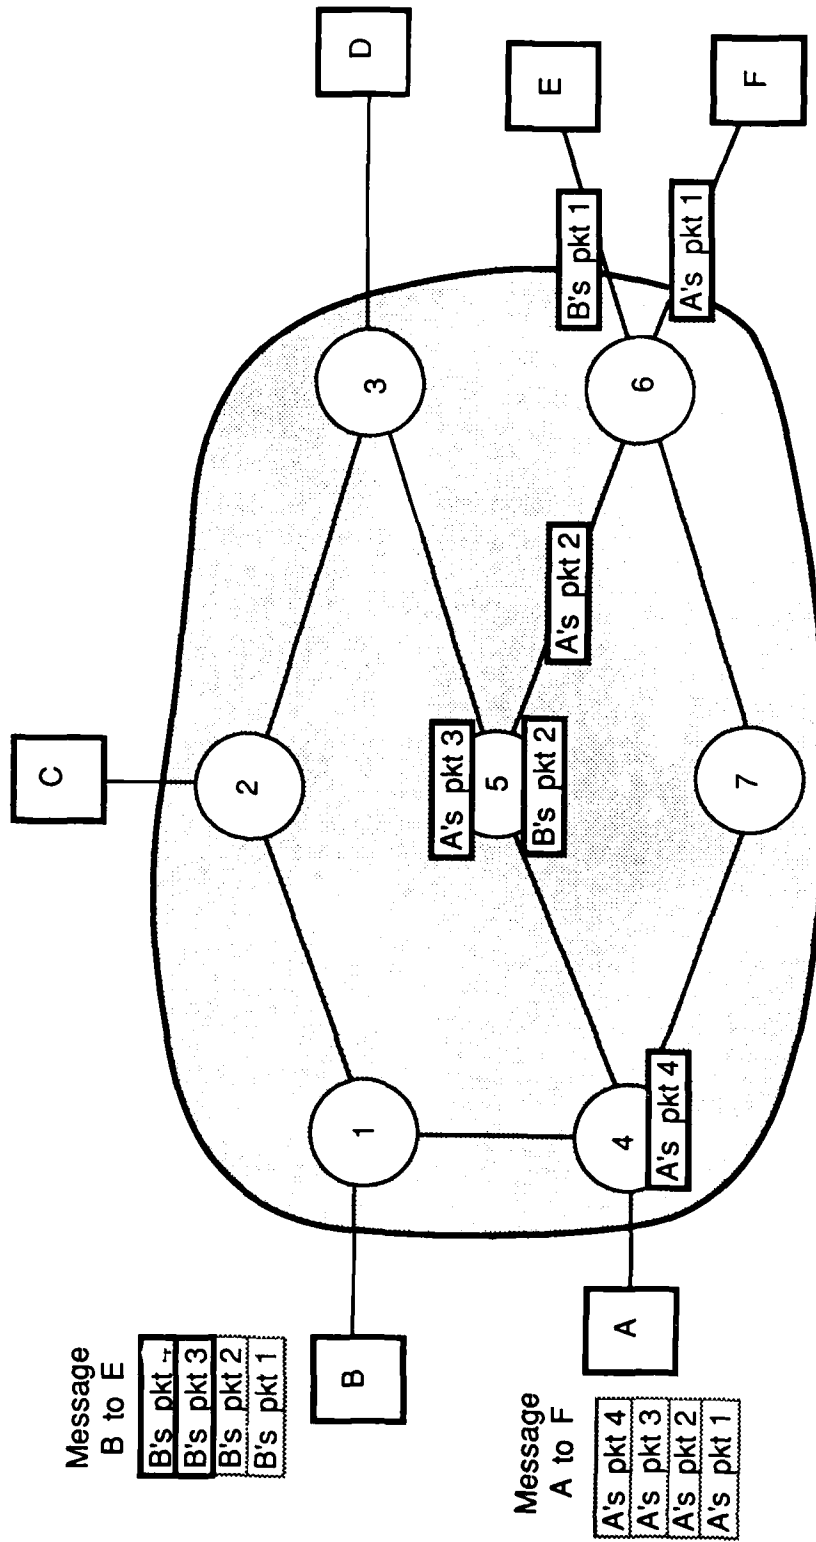 Message
B to E
B's pkt
B's pkt 3
B's pkt 2
B's pkt 1
C
B
1
2
3
D
A's pkt 3
5
B's pkt 2
A's pkt 2
B's pkt 1
E
Message
A to F
A's pkt 4
A's pkt 3
A's pkt 2
A's pkt 1
A
4
A's pkt 4
7
6
A's pkt 1
F